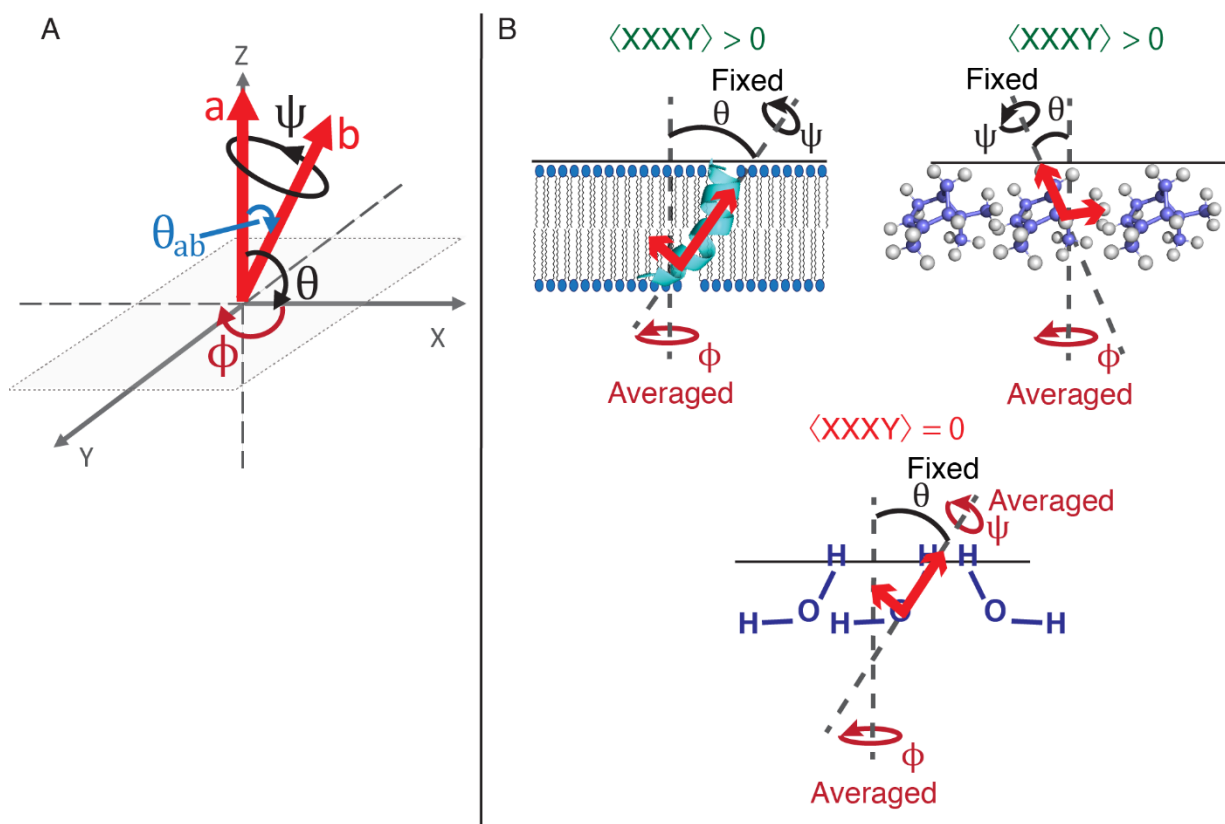 A
Z
a
ψ
b
θab
θ
ϕ
X
Y
B
⟨XXXY⟩ > 0
Fixed
θ
ψ
ϕ
Averaged
⟨XXXY⟩ > 0
Fixed
θ
ψ
ϕ
Averaged
⟨XXXY⟩ = 0
Fixed
θ
Averaged
ψ
H H H
O O O
H H H
ϕ
Averaged